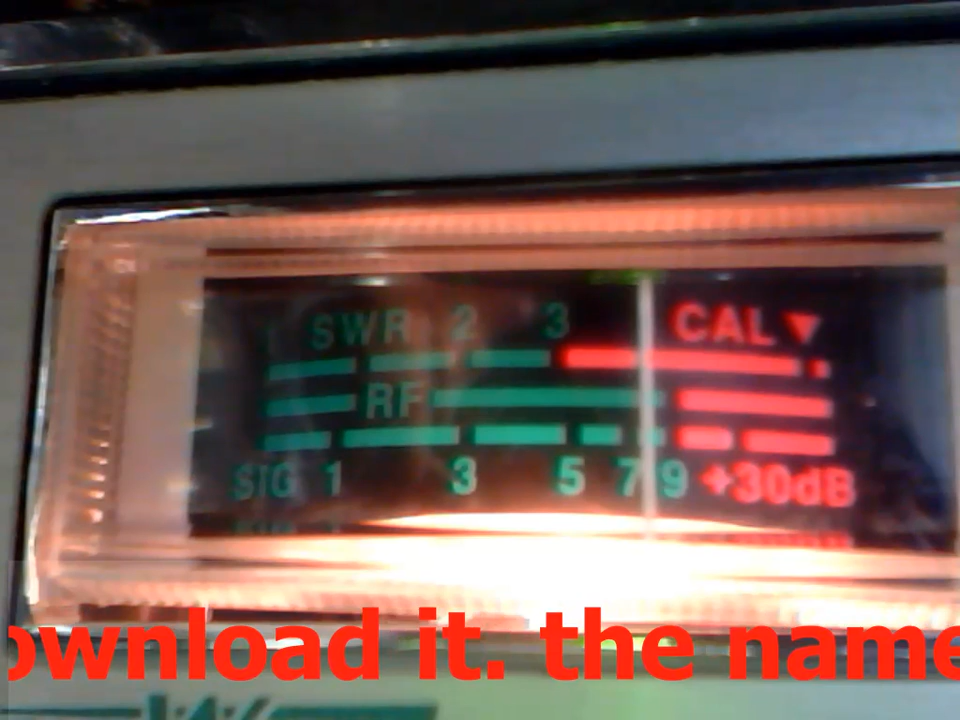 1 SWR 2 3 CAL▼
RF
SIG 1 3 5 7 9 +30dB
ownload it. the name